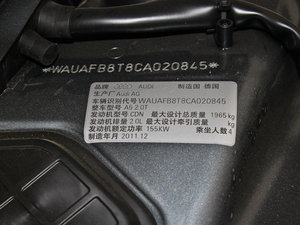 *WAUAFB8T8CA020845*
品牌 AUDI 制造国 德国
生产厂 Audi AG
车辆识别代号 WAUAFB8T8CA020845
整车型号 A5 2.0T
发动机型号 CDN 最大设计总质量 1965 kg
发动机排量 2.0L 最大设计牵引质量 kg
发动机额定功率 155KW 乘坐人数 4
制造年月 2011.12